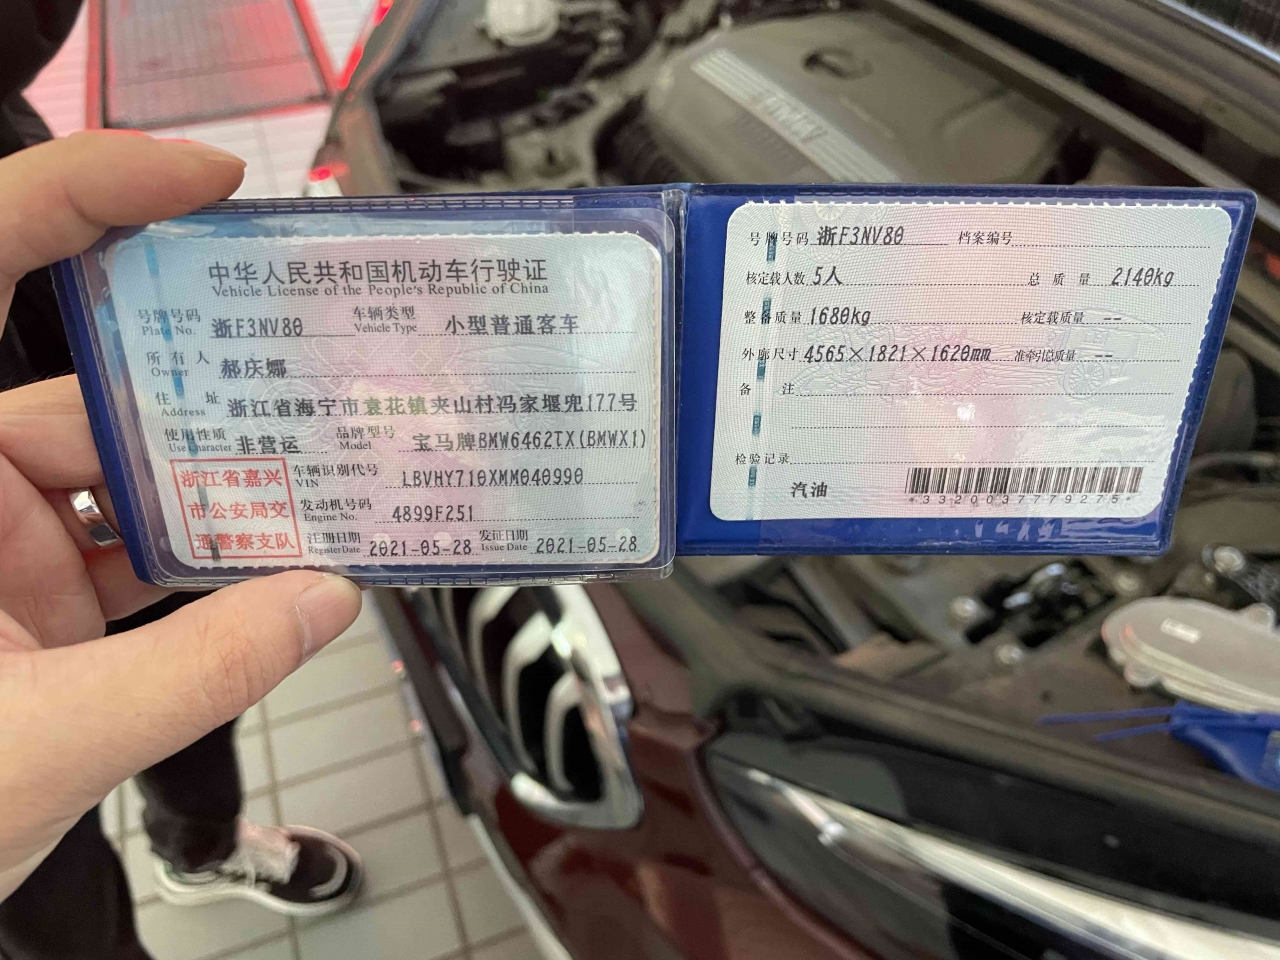 中华人民共和国机动车行驶证
Vehicle License of the People's Republic of China
号牌号码 浙F3NV80 车辆类型 小型普通客车
Plate No. Vehicle Type
所有人 郝庆娜
Owner
住址 浙江省海宁市袁花镇夹山村冯家堰兜177号
Address
使用性质 非营运 品牌型号 宝马牌BMW6462TX(BMWX1)
Use Character Model
浙江省嘉兴
市公安局交
通警察支队
车辆识别代号 LBVHY710XMM040990
VIN
发动机号码 4899F251
Engine No.
注册日期 2021-05-28 发证日期 2021-05-28
Register Date Issue Date
号牌号码 浙F3NV80 档案编号
核定载人数 5人 总质量 2140kg
整备质量 1680kg 核定载质量 --
外廓尺寸 4565×1821×1620mm 准牵引总质量 --
备注
检验记录
汽油
*3320037779275*